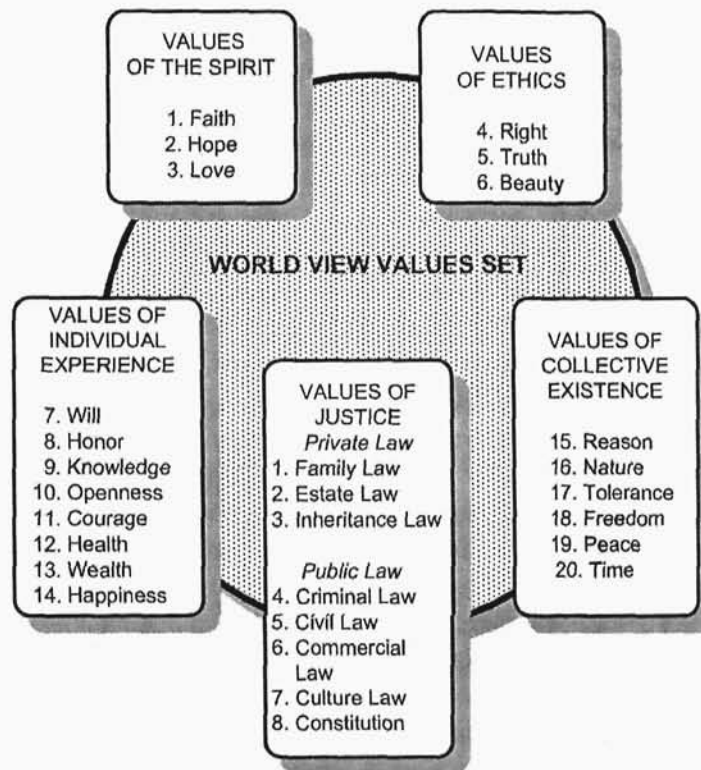 VALUES
OF THE SPIRIT
1. Faith
2. Hope
3. Love
VALUES
OF ETHICS
4. Right
5. Truth
6. Beauty
WORLD VIEW VALUES SET
VALUES OF
INDIVIDUAL
EXPERIENCE
7. Will
8. Honor
9. Knowledge
10. Openness
11. Courage
12. Health
13. Wealth
14. Happiness
VALUES OF
JUSTICE
Private Law
1. Family Law
2. Estate Law
3. Inheritance Law
Public Law
4. Criminal Law
5. Civil Law
6. Commercial
Law
7. Culture Law
8. Constitution
VALUES OF
COLLECTIVE
EXISTENCE
15. Reason
16. Nature
17. Tolerance
18. Freedom
19. Peace
20. Time